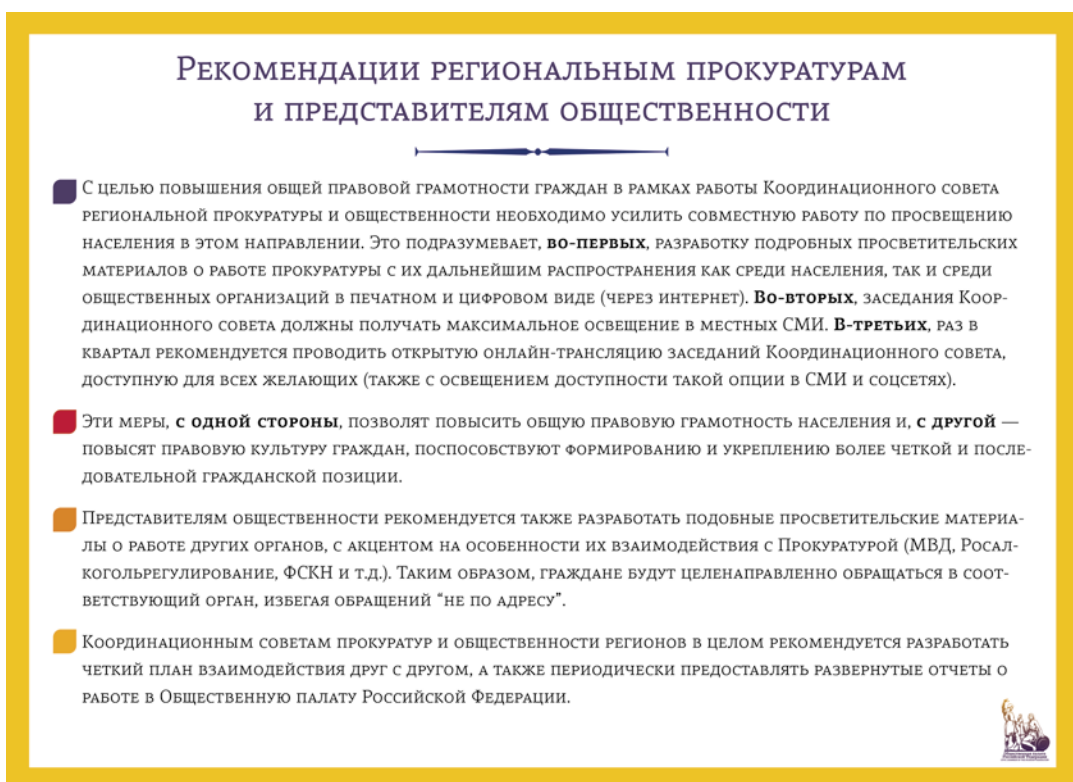 Рекомендации региональным прокуратурам
и представителям общественности
С целью повышения общей правовой грамотности граждан в рамках работы Координационного совета
региональной прокуратуры и общественности необходимо усилить совместную работу по просвещению
населения в этом направлении. Это подразумевает, во-первых, разработку подробных просветительских
материалов о работе прокуратуры с их дальнейшим распространения как среди населения, так и среди
общественных организаций в печатном и цифровом виде (через интернет). Во-вторых, заседания Коор-
динационного совета должны получать максимальное освещение в местных СМИ. В-третьих, раз в
квартал рекомендуется проводить открытую онлайн-трансляцию заседаний Координационного совета,
доступную для всех желающих (также с освещением доступности такой опции в СМИ и соцсетях).
Эти меры, с одной стороны, позволят повысить общую правовую грамотность населения и, с другой —
повысят правовую культуру граждан, поспособствуют формированию и укреплению более четкой и после-
довательной гражданской позиции.
Представителям общественности рекомендуется также разработать подобные просветительские материа-
лы о работе других органов, с акцентом на особенности их взаимодействия с Прокуратурой (МВД, Росал-
когольрегулирование, ФСКН и т.д.). Таким образом, граждане будут целенаправленно обращаться в соот-
ветствующий орган, избегая обращений “не по адресу”.
Координационным советам прокуратур и общественности регионов в целом рекомендуется разработать
четкий план взаимодействия друг с другом, а также периодически предоставлять развернутые отчеты о
работе в Общественную палату Российской Федерации.